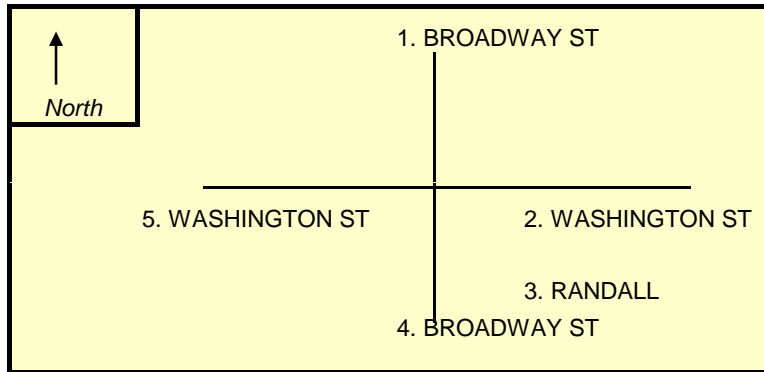 1. BROADWAY ST
North
5. WASHINGTON ST
2. WASHINGTON ST
3. RANDALL
4. BROADWAY ST